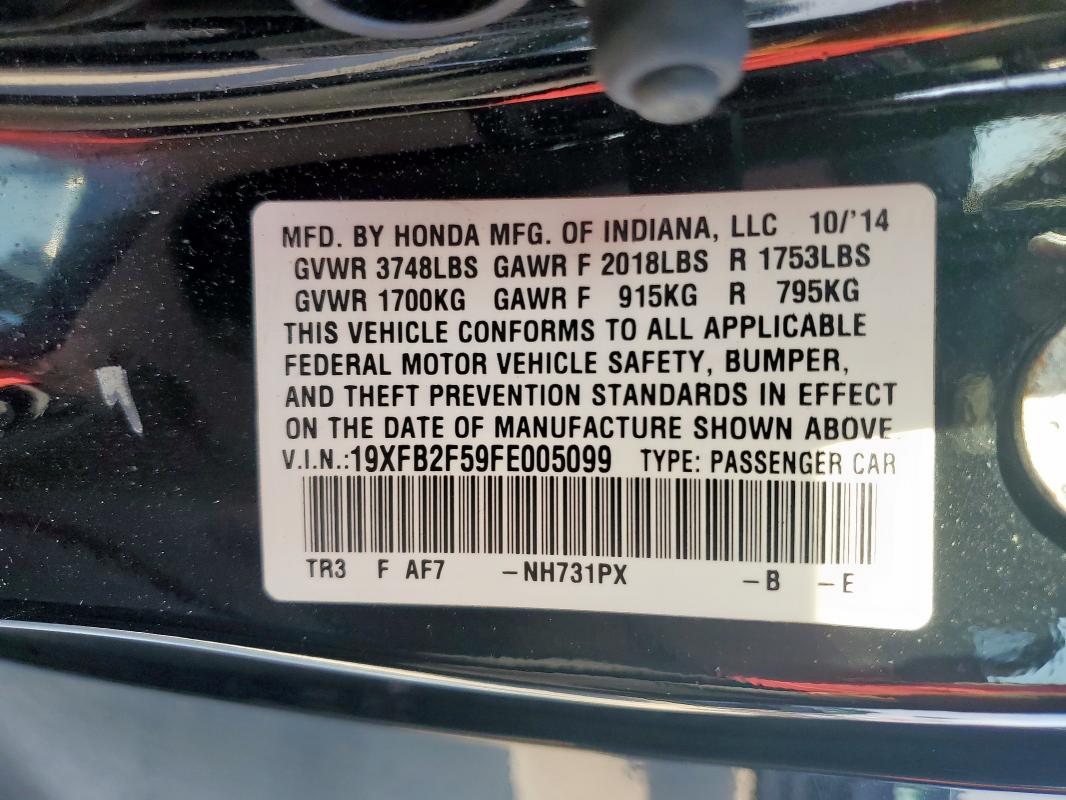 MFD. BY HONDA MFG. OF INDIANA, LLC 10/'14
GVWR 3748LBS GAWR F 2018LBS R 1753LBS
GVWR 1700KG GAWR F 915KG R 795KG
THIS VEHICLE CONFORMS TO ALL APPLICABLE
FEDERAL MOTOR VEHICLE SAFETY, BUMPER,
AND THEFT PREVENTION STANDARDS IN EFFECT
ON THE DATE OF MANUFACTURE SHOWN ABOVE.
V.I.N.:19XFB2F59FE005099 TYPE: PASSENGER CAR
TR3 F AF7 -NH731PX -B -E